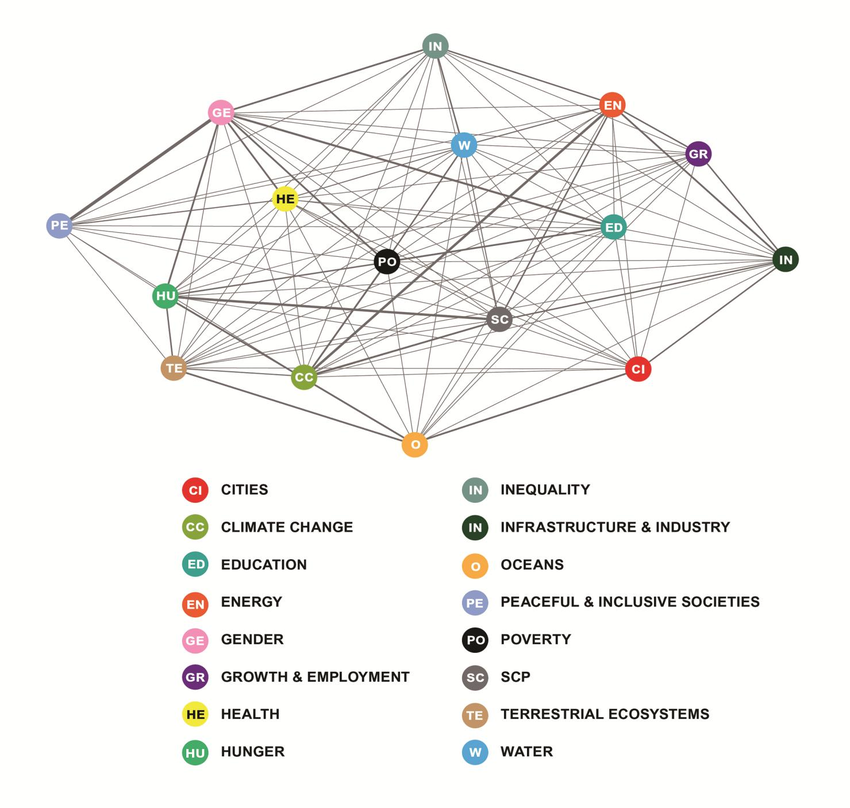 IN
GE
EN
W
GR
HE
PE
ED
PO
IN
HU
SC
TE
CC
CI
O
CI CITIES
CC CLIMATE CHANGE
ED EDUCATION
EN ENERGY
GE GENDER
GR GROWTH & EMPLOYMENT
HE HEALTH
HU HUNGER
IN INEQUALITY
IN INFRASTRUCTURE & INDUSTRY
O OCEANS
PE PEACEFUL & INCLUSIVE SOCIETIES
PO POVERTY
SC SCP
TE TERRESTRIAL ECOSYSTEMS
W WATER